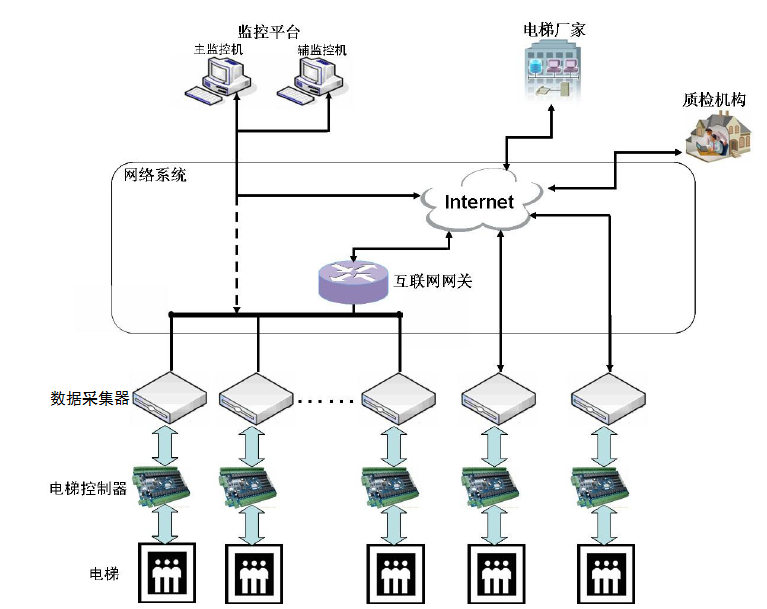 监控平台
主监控机
辅监控机
电梯厂家
质检机构
网络系统
Internet
互联网网关
数据采集器
......
电梯控制器
电梯